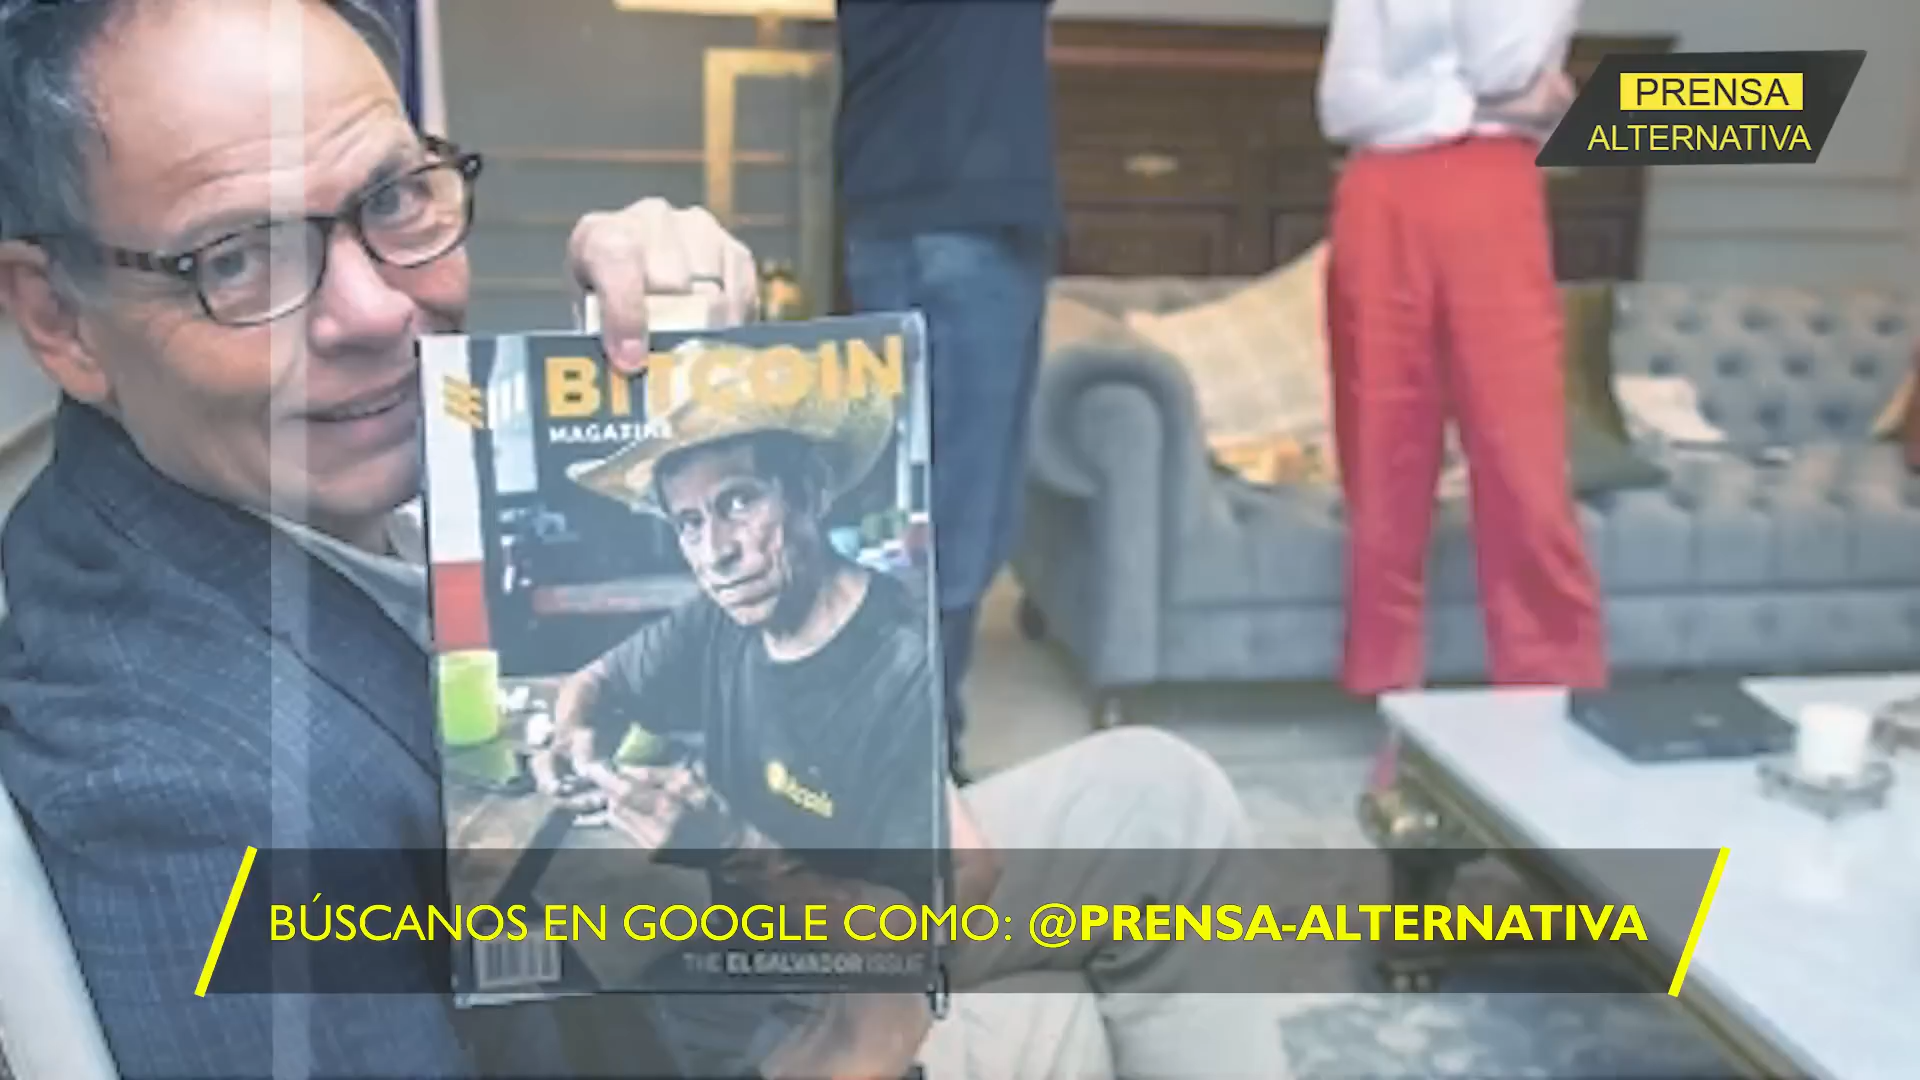 PRENSA
ALTERNATIVA
BITCOIN
MAGAZINE
BÚSCANOS EN GOOGLE COMO: @PRENSA-ALTERNATIVA
THE EL SALVADOR ISSUE